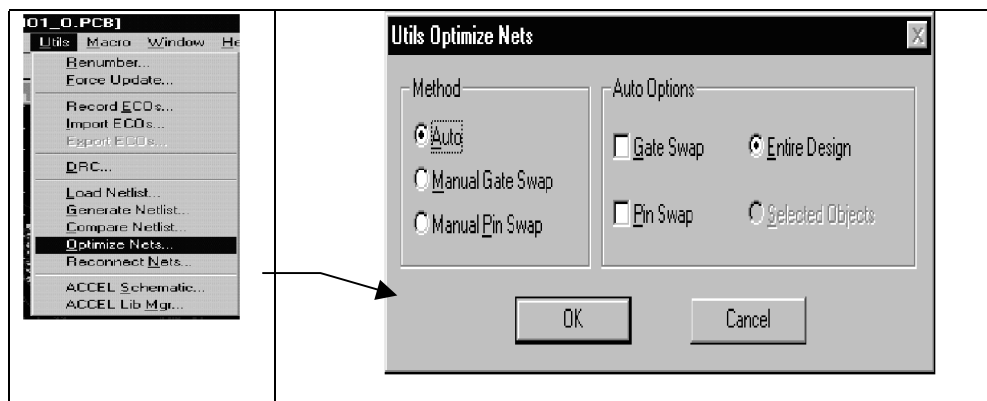 01_0.PCB]
Utils Macro Window He
Renumber...
Force Update...
Record ECOs...
Import ECOs...
Export ECOs...
DRC...
Load Netlist...
Generate Netlist...
Compare Netlist...
Optimize Nets...
Reconnect Nets...
ACCEL Schematic...
ACCEL Lib Mgr...
Utils Optimize Nets
Method
Auto
Manual Gate Swap
Manual Pin Swap
Auto Options
Gate Swap Entire Design
Pin Swap Selected Objects
OK Cancel